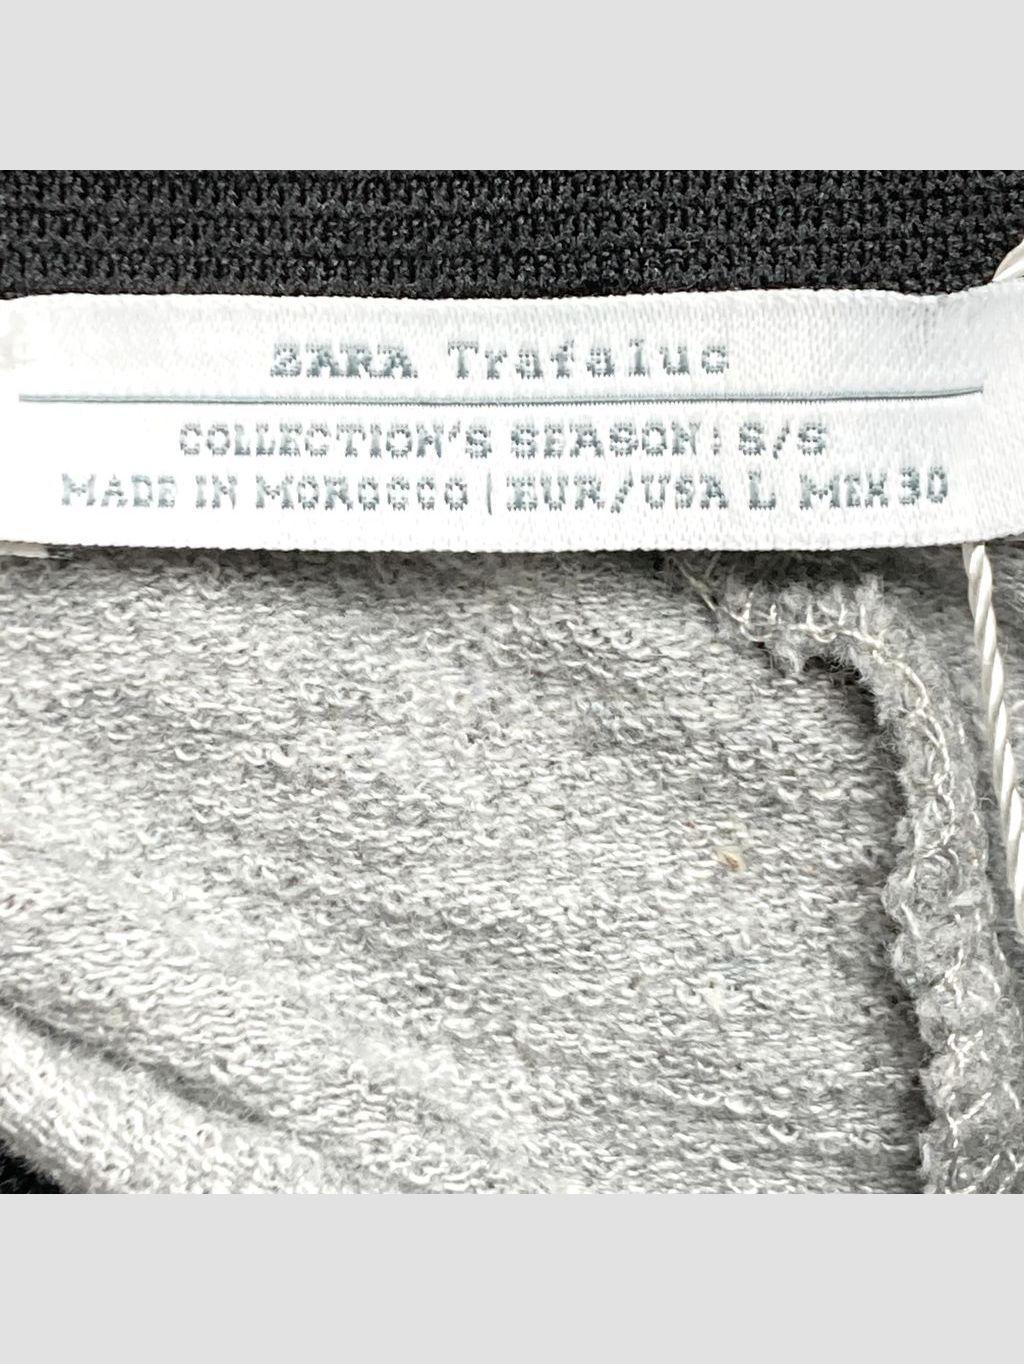 ZARA Trafaluc
COLLECTION'S SEASON: S/S
MADE IN MOROCCO | EUR/USA L MEX 30